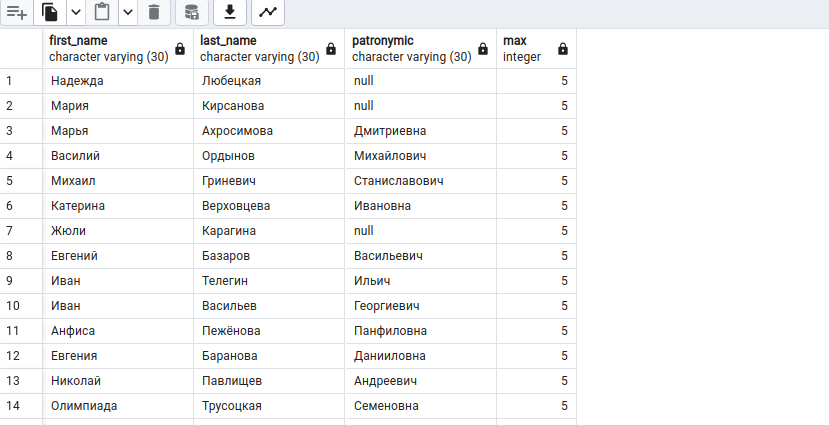 first_name last_name patronymic max
character varying (30) character varying (30) character varying (30) integer
1 Надежда Любецкая null 5
2 Мария Кирсанова null 5
3 Марья Ахросимова Дмитриевна 5
4 Василий Ордынов Михайлович 5
5 Михаил Гриневич Станиславович 5
6 Катерина Верховцева Ивановна 5
7 Жюли Карагина null 5
8 Евгений Базаров Васильевич 5
9 Иван Телегин Ильич 5
10 Иван Васильев Георгиевич 5
11 Анфиса Пежёнова Панфиловна 5
12 Евгения Баранова Данииловна 5
13 Николай Павлищев Андреевич 5
14 Олимпиада Трусоцкая Семеновна 5